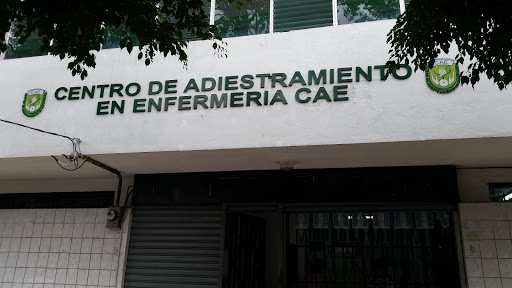 CENTRO DE ADIESTRAMIENTO
EN ENFERMERIA CAE